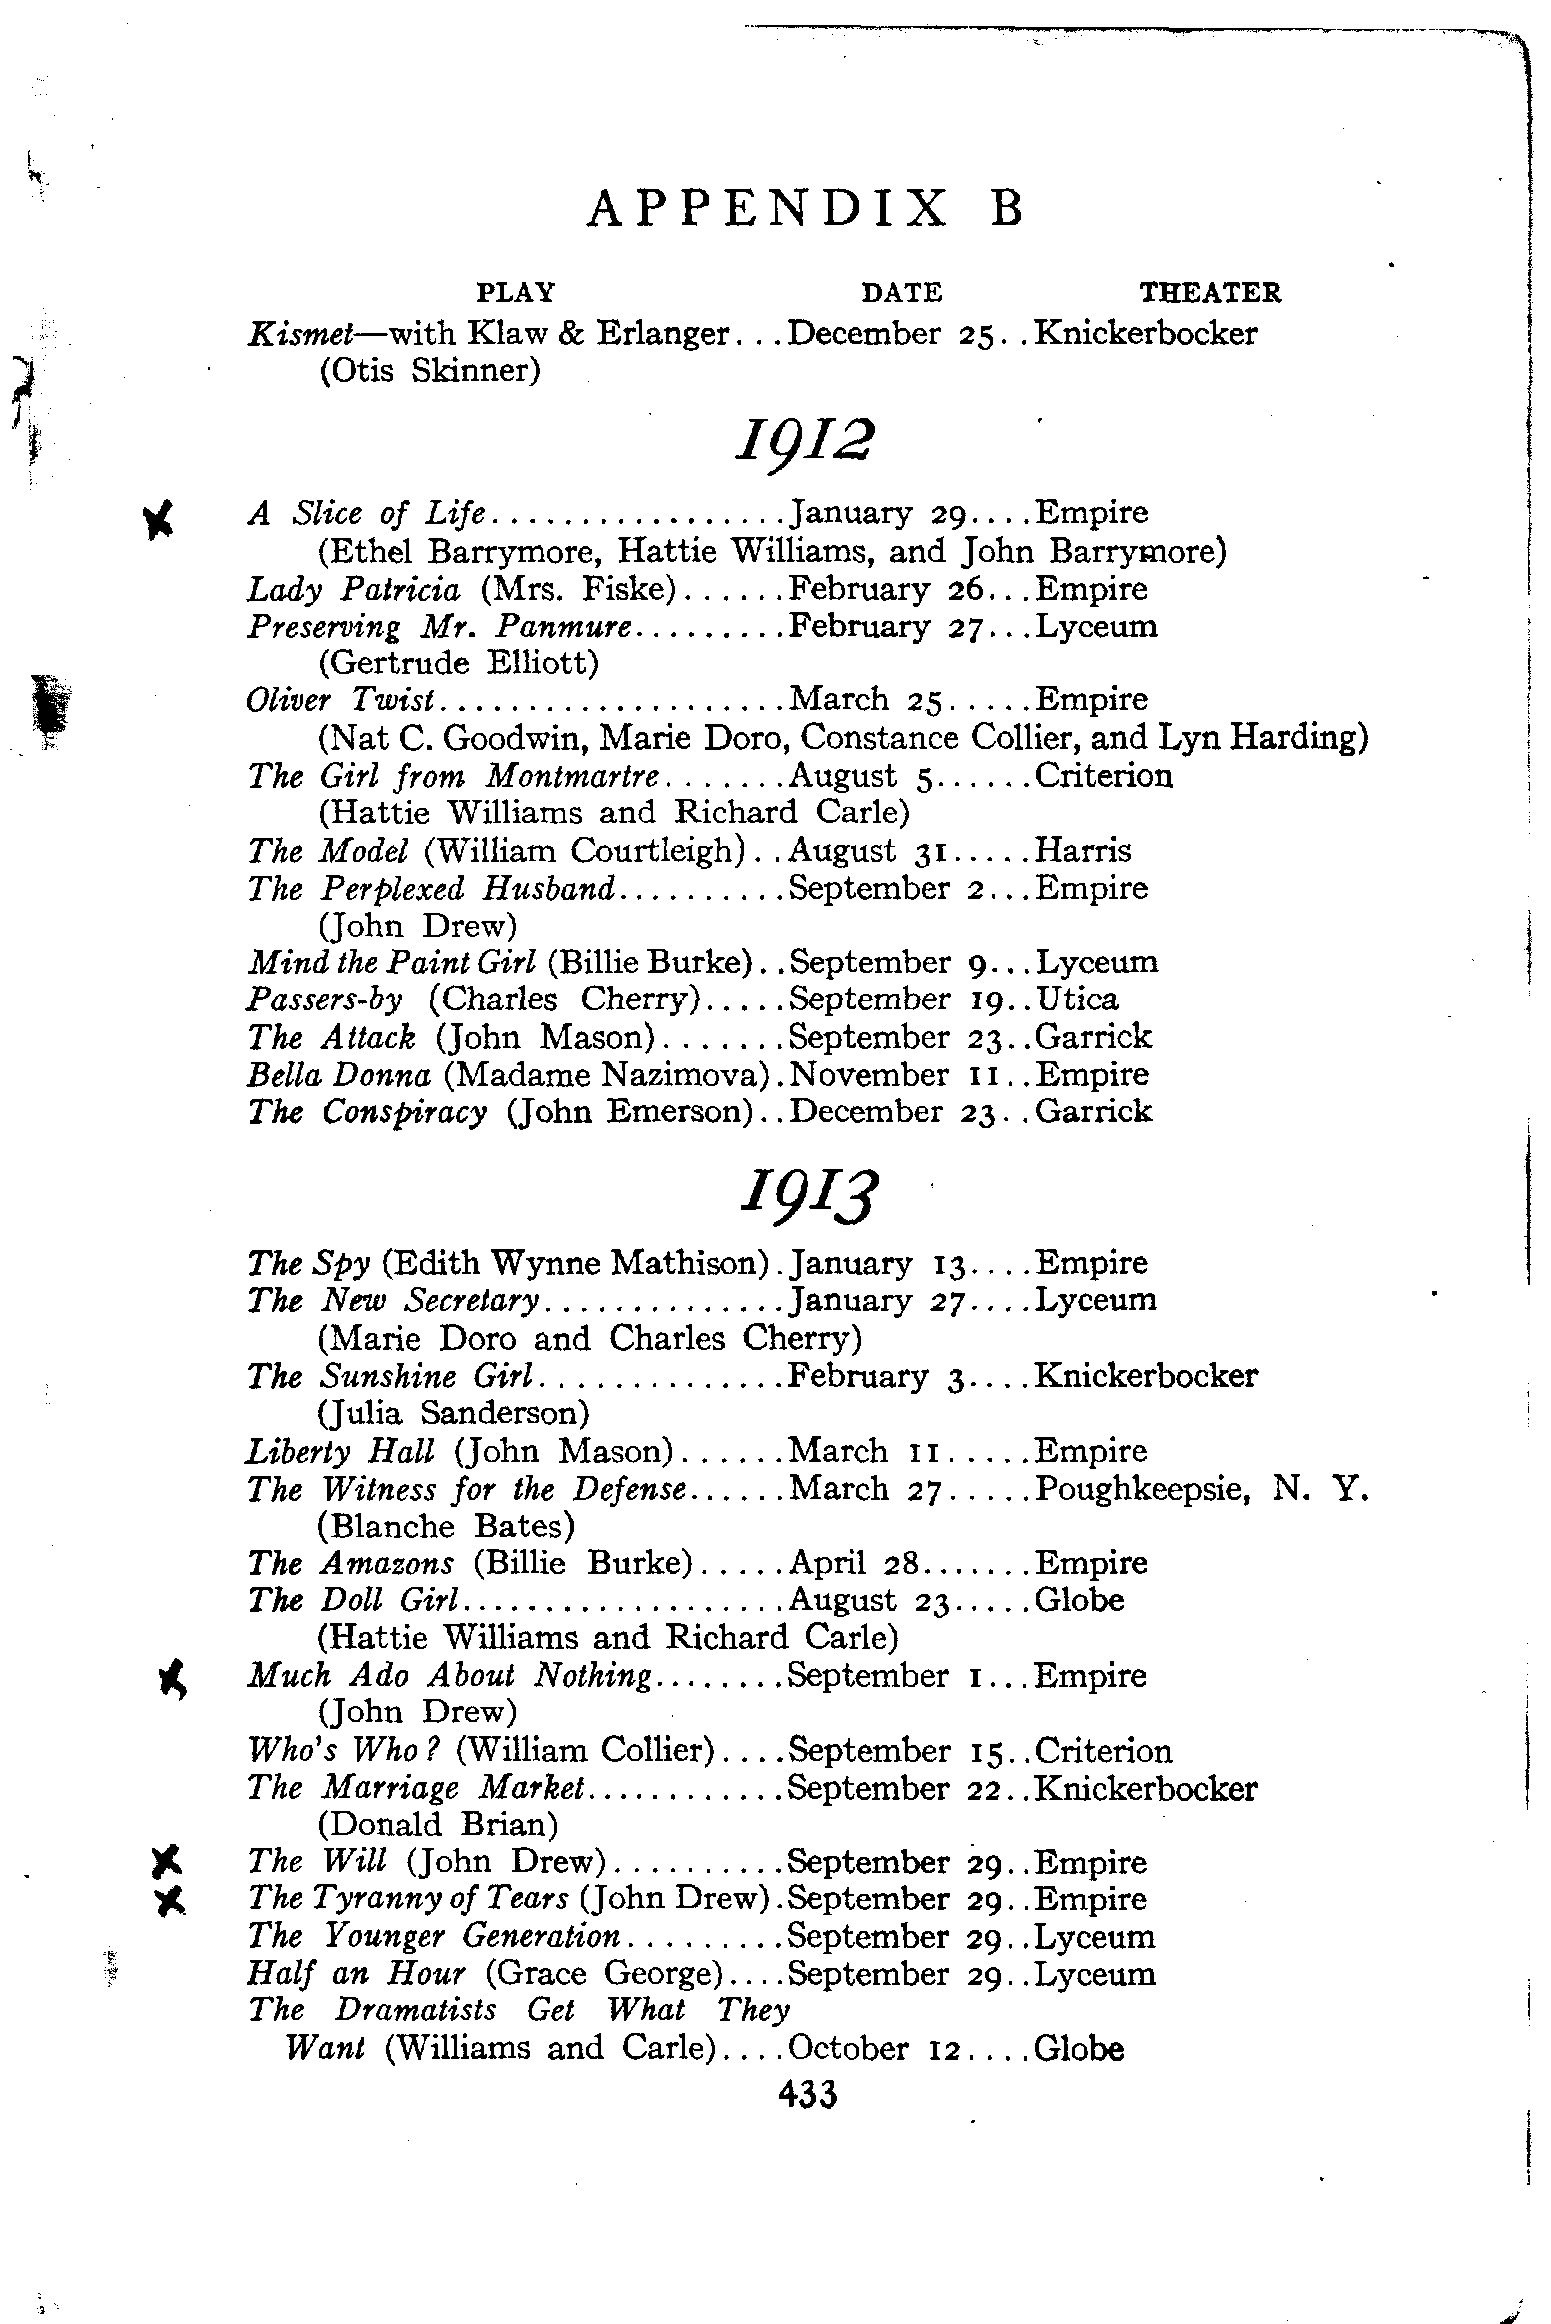 APPENDIX B
PLAY DATE THEATER
Kismet—with Klaw & Erlanger...December 25..Knickerbocker
(Otis Skinner)
1912
A Slice of Life.................January 29....Empire
(Ethel Barrymore, Hattie Williams, and John Barrymore)
Lady Patricia (Mrs. Fiske)......February 26...Empire
Preserving Mr. Panmure.........February 27...Lyceum
(Gertrude Elliott)
Oliver Twist....................March 25.....Empire
(Nat C. Goodwin, Marie Doro, Constance Collier, and Lyn Harding)
The Girl from Montmartre.......August 5......Criterion
(Hattie Williams and Richard Carle)
The Model (William Courtleigh)..August 31.....Harris
The Perplexed Husband..........September 2...Empire
(John Drew)
Mind the Paint Girl (Billie Burke)..September 9...Lyceum
Passers-by (Charles Cherry).....September 19..Utica
The Attack (John Mason).......September 23..Garrick
Bella Donna (Madame Nazimova).November 11..Empire
The Conspiracy (John Emerson)..December 23..Garrick
1913
The Spy (Edith Wynne Mathison).January 13....Empire
The New Secretary..............January 27....Lyceum
(Marie Doro and Charles Cherry)
The Sunshine Girl..............February 3....Knickerbocker
(Julia Sanderson)
Liberty Hall (John Mason)......March 11.....Empire
The Witness for the Defense......March 27.....Poughkeepsie, N. Y.
(Blanche Bates)
The Amazons (Billie Burke).....April 28.......Empire
The Doll Girl...................August 23.....Globe
(Hattie Williams and Richard Carle)
Much Ado About Nothing........September 1...Empire
(John Drew)
Who's Who? (William Collier)....September 15..Criterion
The Marriage Market............September 22..Knickerbocker
(Donald Brian)
The Will (John Drew)..........September 29..Empire
The Tyranny of Tears (John Drew).September 29..Empire
The Younger Generation.........September 29..Lyceum
Half an Hour (Grace George)....September 29..Lyceum
The Dramatists Get What They
Want (Williams and Carle)....October 12....Globe
433